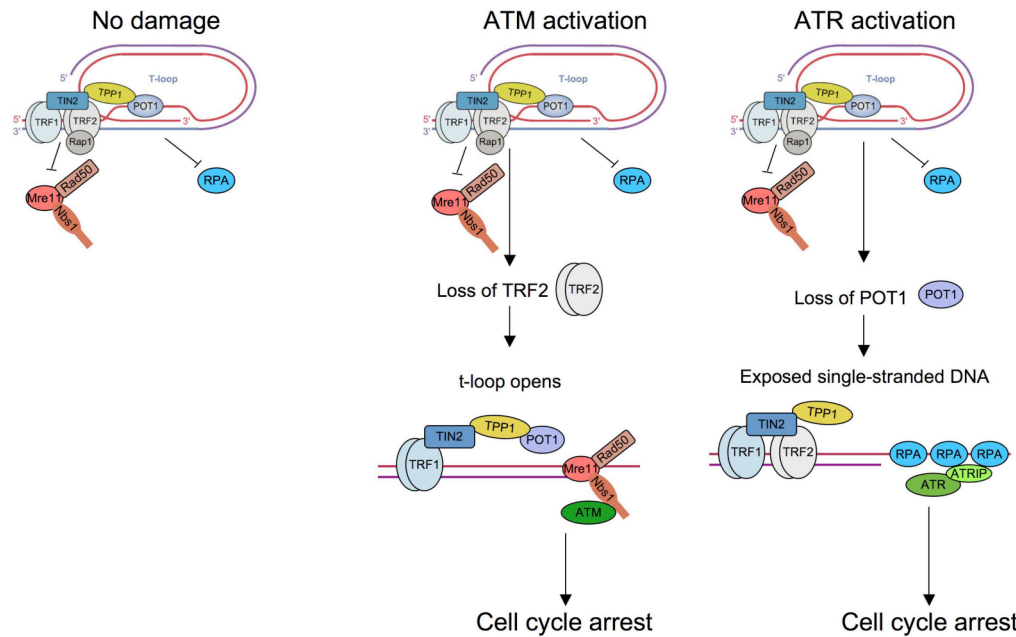 No damage
5'
T-loop
TPP1
TIN2
POT1
TRF1
TRF2
5'
3'
3'
Rap1
RPA
Rad50
Mre11
Nbs1
ATM activation
5'
T-loop
TPP1
TIN2
POT1
TRF1
TRF2
5'
3'
3'
Rap1
RPA
Rad50
Mre11
Nbs1
Loss of TRF2
TRF2
t-loop opens
TPP1
TIN2
POT1
TRF1
Rad50
Mre11
Nbs1
ATM
Cell cycle arrest
ATR activation
5'
T-loop
TPP1
TIN2
POT1
TRF1
TRF2
5'
3'
3'
Rap1
RPA
Rad50
Mre11
Nbs1
Loss of POT1
POT1
Exposed single-stranded DNA
TPP1
TIN2
TRF1
TRF2
RPA
RPA
RPA
ATRIP
ATR
Cell cycle arrest